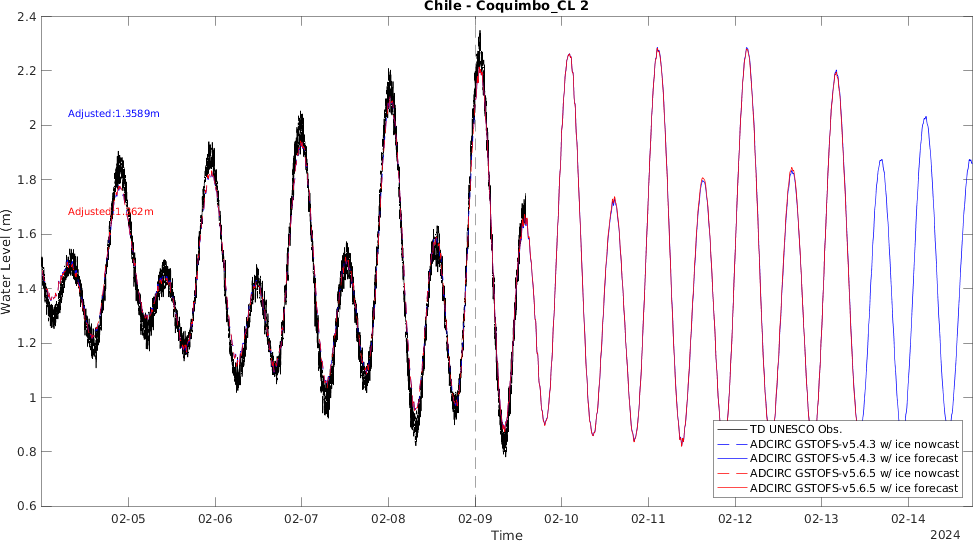 Chile - Coquimbo_CL 2
2.4
2.2
2
1.8
1.6
1.4
1.2
1
0.8
0.6
Water Level (m)
Adjusted:1.3589m
02-05
02-06
02-07
02-08
02-09
02-10
02-11
02-12
02-13
02-14
Time
2024
TD UNESCO Obs.
ADCIRC GSTOFS-v5.4.3 w/ ice nowcast
ADCIRC GSTOFS-v5.4.3 w/ ice forecast
ADCIRC GSTOFS-v5.6.5 w/ ice nowcast
ADCIRC GSTOFS-v5.6.5 w/ ice forecast